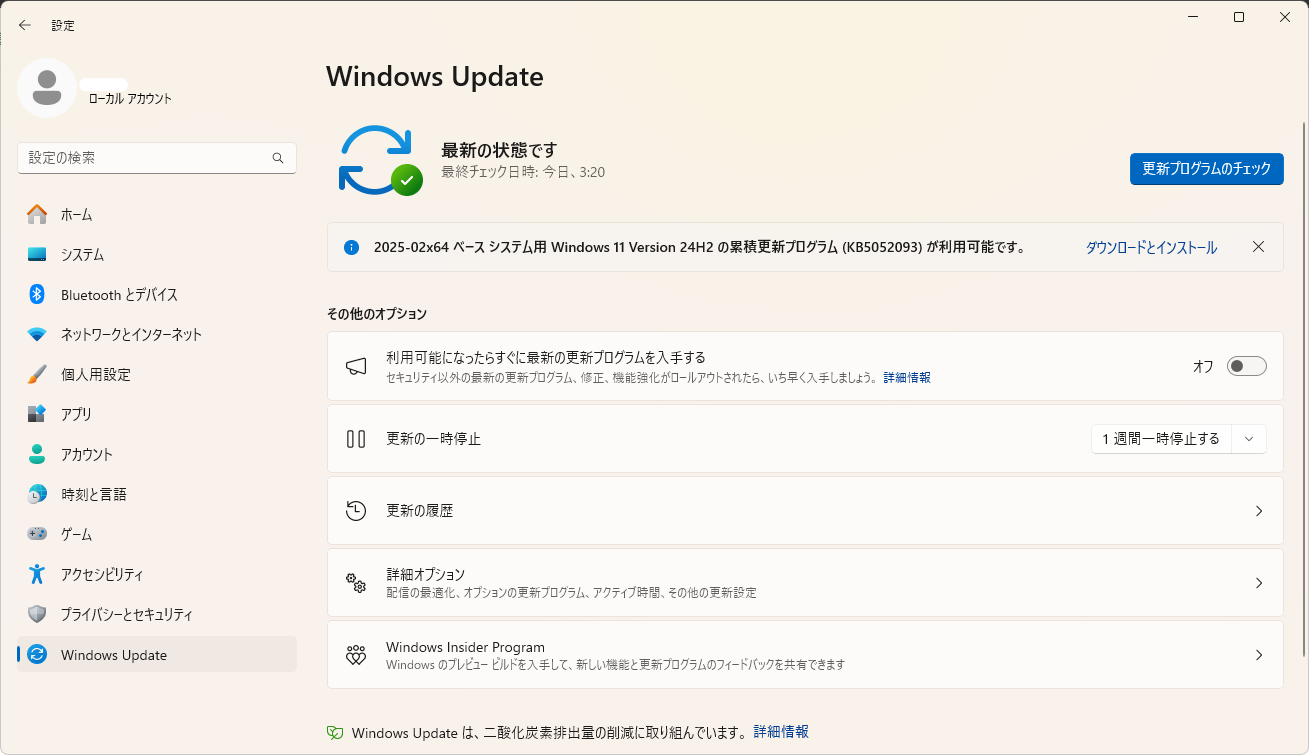 設定
ローカル アカウント
設定の検索
ホーム
システム
Bluetooth とデバイス
ネットワークとインターネット
個人用設定
アプリ
アカウント
時刻と言語
ゲーム
アクセシビリティ
プライバシーとセキュリティ
Windows Update
Windows Update
最新の状態です
最終チェック日時: 今日、3:20
更新プログラムのチェック
2025-02x64 ベース システム用 Windows 11 Version 24H2 の累積更新プログラム (KB5052093) が利用可能です。
ダウンロードとインストール
その他のオプション
利用可能になったらすぐに最新の更新プログラムを入手する
セキュリティ以外の最新の更新プログラム、修正、機能強化がロールアウトされたら、いち早く入手しましょう。 詳細情報
オフ
更新の一時停止
1 週間一時停止する
更新の履歴
詳細オプション
配信の最適化、オプションの更新プログラム、アクティブ時間、その他の更新設定
Windows Insider Program
Windows のプレビュー ビルドを入手して、新しい機能と更新プログラムのフィードバックを共有できます
Windows Update は、二酸化炭素排出量の削減に取り組んでいます。 詳細情報